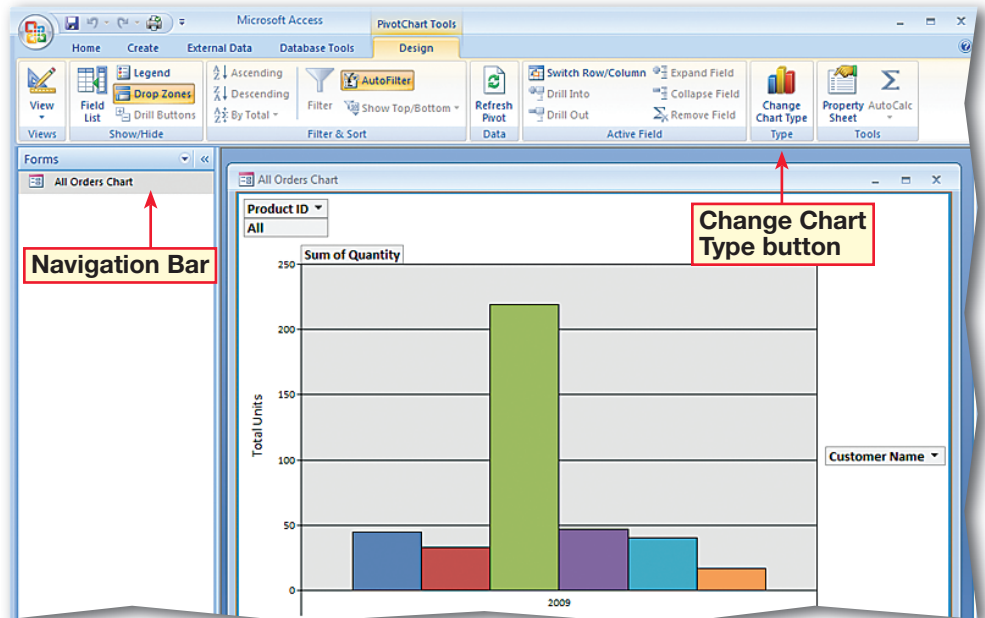 Microsoft Access
PivotChart Tools
Home Create External Data Database Tools Design
View
Views
Field List
Legend
Drop Zones
Drill Buttons
Show/Hide
Ascending
Descending
By Total
Filter
AutoFilter
Show Top/Bottom
Filter & Sort
Refresh Pivot
Data
Switch Row/Column
Drill Into
Drill Out
Expand Field
Collapse Field
Remove Field
Active Field
Change Chart Type
Type
Property Sheet
AutoCalc
Tools
Forms
All Orders Chart
Navigation Bar
All Orders Chart
Product ID
All
Change Chart
Type button
Sum of Quantity
250
200
150
100
50
0
Total Units
2009
Customer Name